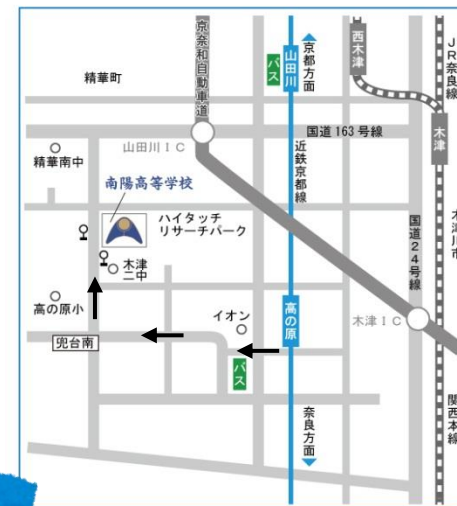 京奈和自動車道
山田川
バス
京都方面
西木津
JR奈良線
精華町
国道163号線
木津
精華南中
山田川IC
近鉄京都線
南陽高等学校
ハイタッチ
リサーチパーク
国道24号線
木津川市
木津
二中
高の原小
イオン
高の原
木津IC
兜台南
バス
奈良方面
関西本線